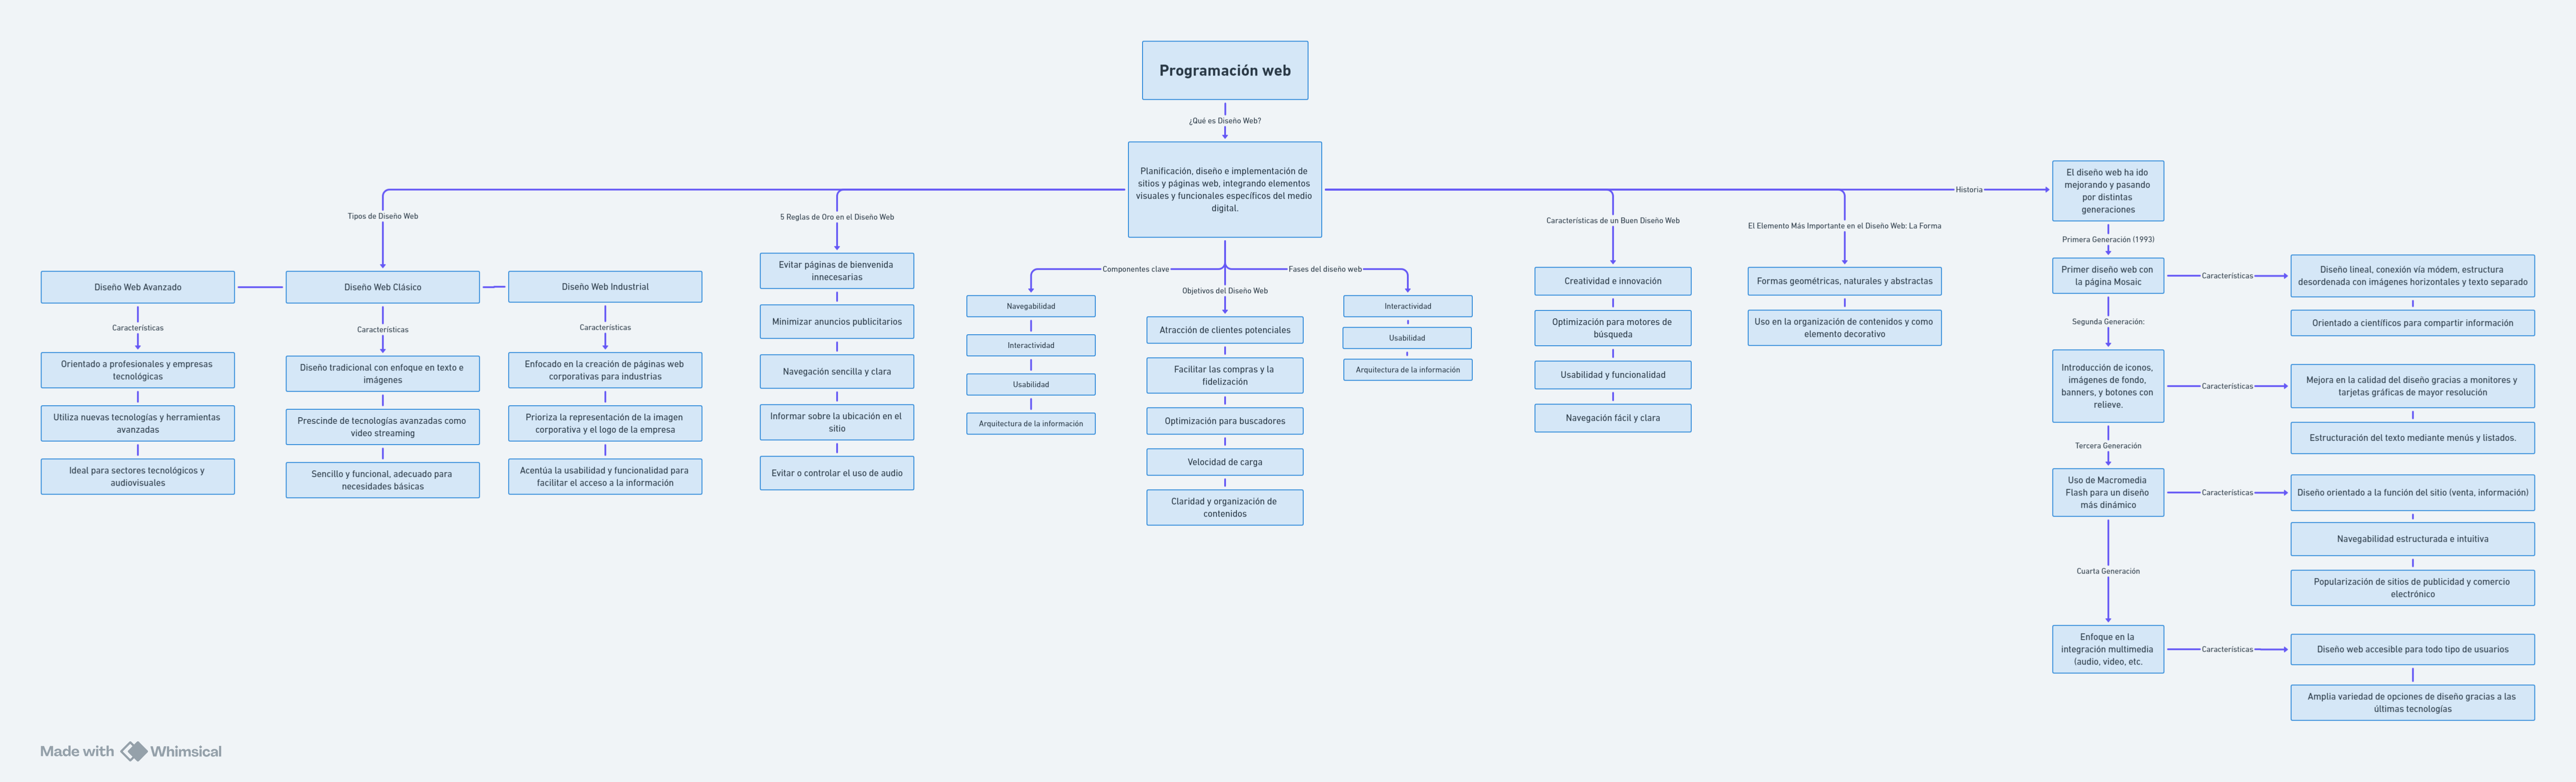 Programación web
¿Qué es Diseño Web?
Planificación, diseño e implementación de
sitios y páginas web, integrando elementos
visuales y funcionales específicos del medio
digital.
Tipos de Diseño Web
Diseño Web Avanzado
Diseño Web Clásico
Diseño Web Industrial
Características
Orientado a profesionales y empresas
tecnológicas
Utiliza nuevas tecnologías y herramientas
avanzadas
Ideal para sectores tecnológicos y
audiovisuales
Características
Diseño tradicional con enfoque en texto e
imágenes
Prescinde de tecnologías avanzadas como
video streaming
Sencillo y funcional, adecuado para
necesidades básicas
Características
Enfocado en la creación de páginas web
corporativas para industrias
Prioriza la representación de la imagen
corporativa y el logo de la empresa
Acentúa la usabilidad y funcionalidad para
facilitar el acceso a la información
5 Reglas de Oro en el Diseño Web
Evitar páginas de bienvenida
innecesarias
Minimizar anuncios publicitarios
Navegación sencilla y clara
Informar sobre la ubicación en el
sitio
Evitar o controlar el uso de audio
Componentes clave
Navegabilidad
Interactividad
Usabilidad
Arquitectura de la información
Objetivos del Diseño Web
Atracción de clientes potenciales
Facilitar las compras y la
fidelización
Optimización para buscadores
Velocidad de carga
Claridad y organización de
contenidos
Fases del diseño web
Interactividad
Usabilidad
Arquitectura de la información
Características de un Buen Diseño Web
Creatividad e innovación
Optimización para motores de
búsqueda
Usabilidad y funcionalidad
Navegación fácil y clara
El Elemento Más Importante en el Diseño Web: La Forma
Formas geométricas, naturales y abstractas
Uso en la organización de contenidos y como
elemento decorativo
Historia
El diseño web ha ido
mejorando y pasando
por distintas
generaciones
Primera Generación (1993)
Primer diseño web con
la página Mosaic
Características
Diseño lineal, conexión vía módem, estructura
desordenada con imágenes horizontales y texto separado
Orientado a científicos para compartir información
Segunda Generación:
Introducción de iconos,
imágenes de fondo,
banners, y botones con
relieve.
Características
Mejora en la calidad del diseño gracias a monitores y
tarjetas gráficas de mayor resolución
Estructuración del texto mediante menús y listados.
Tercera Generación
Uso de Macromedia
Flash para un diseño
más dinámico
Características
Diseño orientado a la función del sitio (venta, información)
Navegabilidad estructurada e intuitiva
Popularización de sitios de publicidad y comercio
electrónico
Cuarta Generación
Enfoque en la
integración multimedia
(audio, video, etc.
Características
Diseño web accesible para todo tipo de usuarios
Amplia variedad de opciones de diseño gracias a las
últimas tecnologías
Made with Whimsical